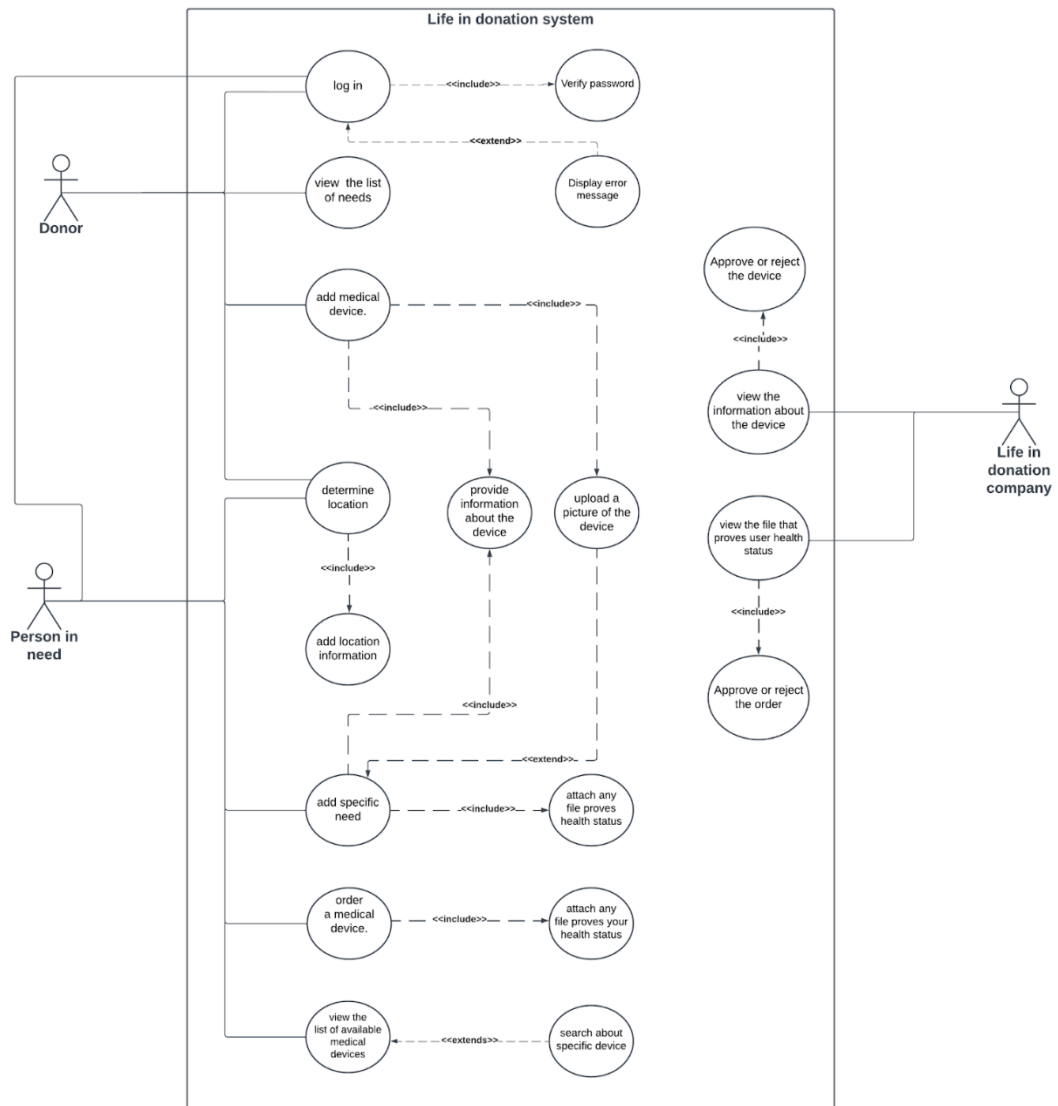 Life in donation system
log in
<<include>>
Verify password
<<extend>>
Donor
view the list
of needs
Display error
message
Approve or reject
the device
add medical
device.
<<include>>
<<include>>
view the
information about
the device
<<include>>
Life in
donation
company
determine
location
provide
information
about the
device
upload a
picture of the
device
view the file that
proves user health
status
<<include>>
<<include>>
Person in
need
add location
information
Approve or reject
the order
<<include>>
<<extend>>
add specific
need
<<include>>
attach any
file proves
health status
order
a medical
device.
<<include>>
attach any
file proves your
health status
view the
list of available
medical
devices
<<extends>>
search about
specific device